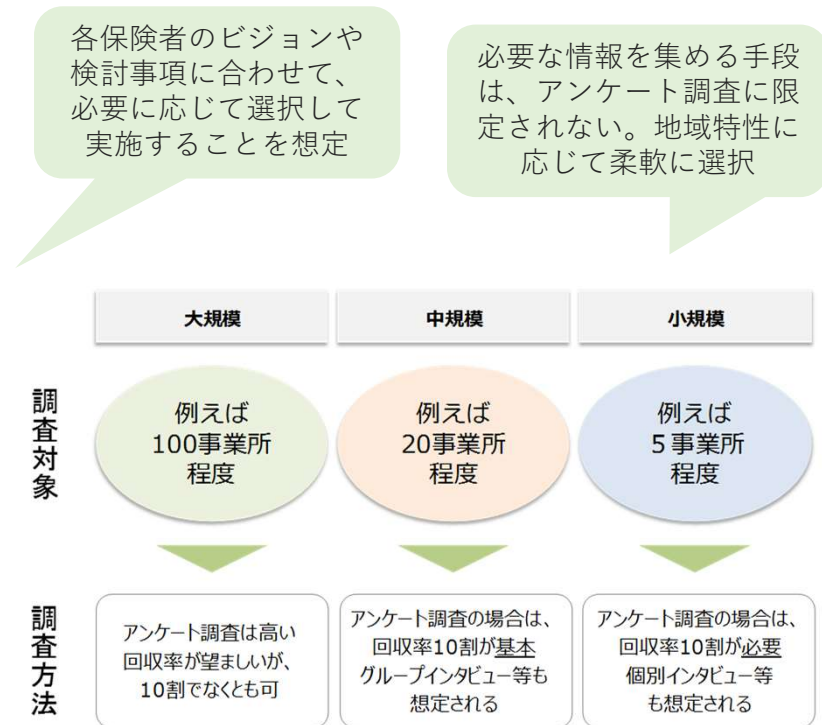 各保険者のビジョンや
検討事項に合わせて、
必要に応じて選択して
実施することを想定
必要な情報を集める手段
は、アンケート調査に限
定されない。地域特性に
応じて柔軟に選択
大規模
中規模
小規模
調査対象
例えば
100事業所
程度
例えば
20事業所
程度
例えば
5事業所
程度
調査方法
アンケート調査は高い
回収率が望ましいが、
10割でなくとも可
アンケート調査の場合は、
回収率10割が基本
グループインタビュー等も
想定される
アンケート調査の場合は、
回収率10割が必要
個別インタビュー等
も想定される